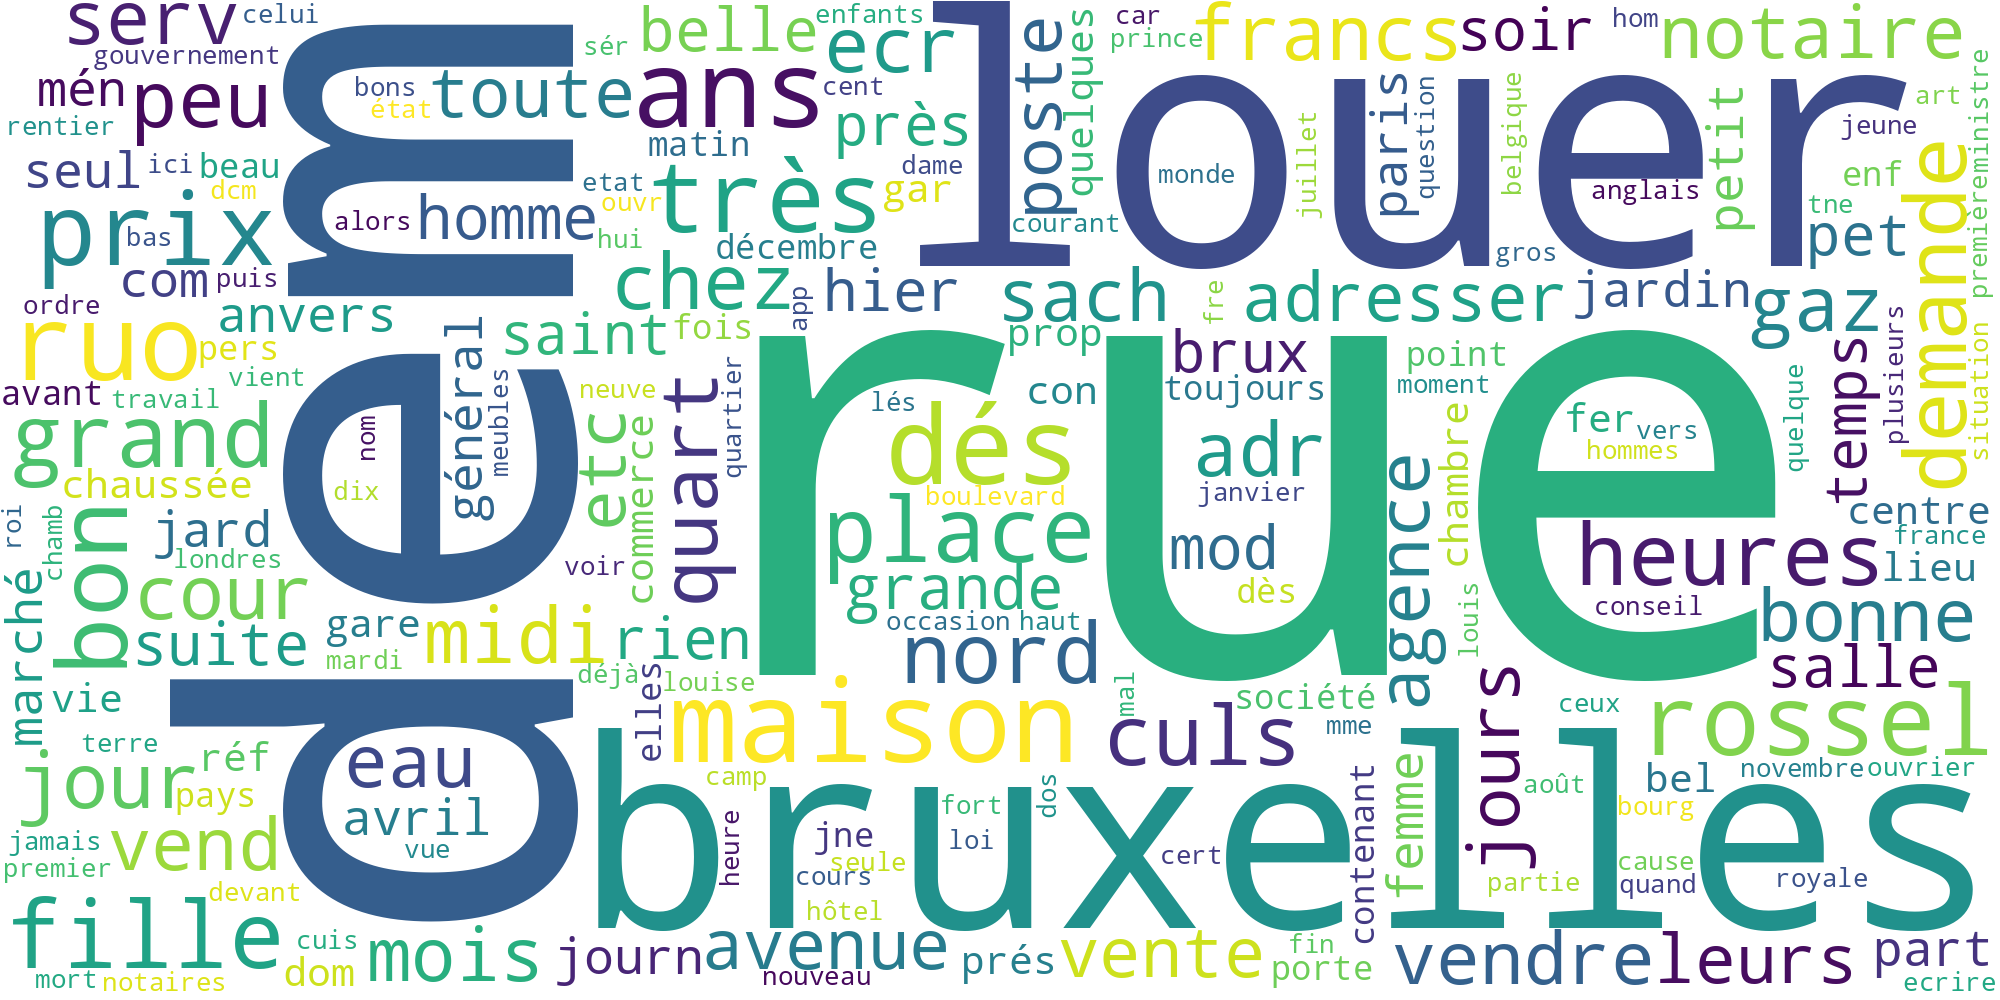 serv
celui
gouvernement
sér
belle
enfants
ecr
car
prince
francs
soir
hom
notaire
mén
peu
bons
état
toute
ans
cent
près
poste
quelques
louer
rentier
matin
paris
question
belgique
petit
art
jeune
premièreministre
seul
ici
beau
dcm
etat
ouvr
très
dame
gar
monde
juillet
anglais
enf
demande
prix
bas
alors
homme
hui
décembre
courant
gros
tne
pet
com
puis
dem
chez
hier
sach
adresser
jardin
gaz
ordre
anvers
app
fre
ruo
pers
général
saint
fois
prop
brux
point
temps
plusieurs
situation
avant
travail
vient
meubles
neuve
quartier
quart
lés
con
toujours
moment
quelque
rue
grand
nom
etc
commerce
dés
adr
chambre
fer
vers
hommes
chaussée
dix
boulevard
janvier
agence
roi
chamb
bon
jard
place
mod
heures
centre
france
londres
voir
lieu
marché
cour
grande
dès
louis
conseil
bonne
suite
gare
midi
rien
occasion
haut
nord
mardi
déjà
louise
salle
vie
elles
maison
mal
société
jours
ceux
rossel
terre
culs
mme
jour
réf
eau
camp
bel
novembre
ouvrier
pays
avril
bruxelles
fort
dos
contenant
femme
août
bourg
jamais
vend
vue
heure
jne
loi
premier
seule
cert
cause
cours
partie
quand
royale
devant
hôtel
fille
cuis
mois
journ
avenue
prés
vente
fin
vendre
leurs
part
mort
notaires
dom
nouveau
porte
ecrire